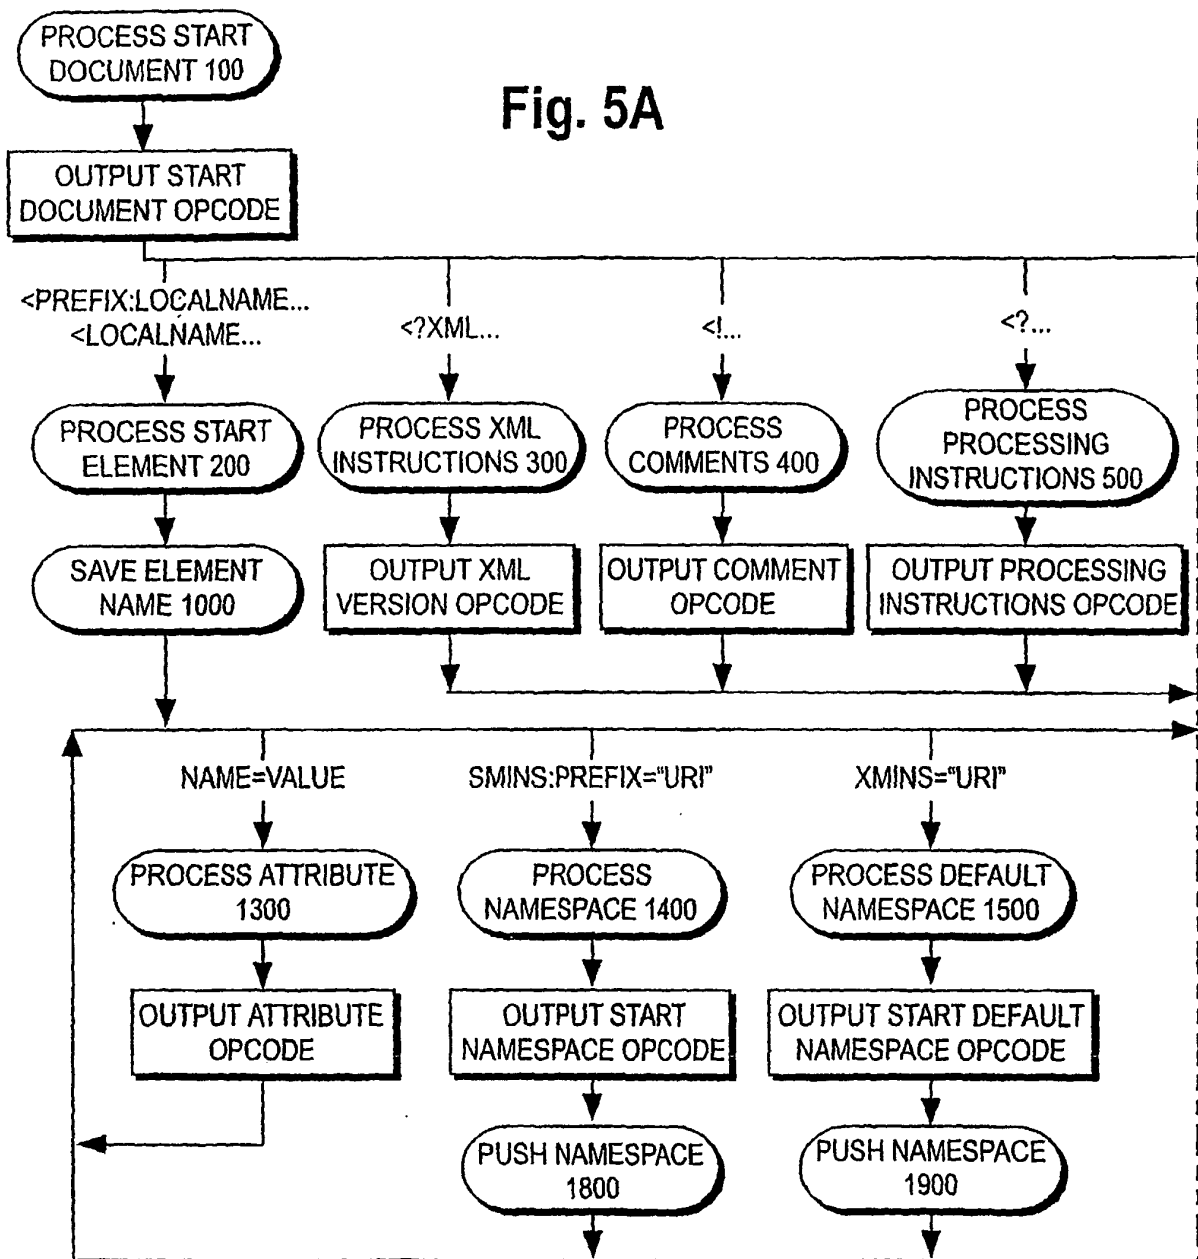 PROCESS START
DOCUMENT 100
Fig. 5A
OUTPUT START
DOCUMENT OPCODE
<PREFIX:LOCALNAME...
<LOCALNAME...
<?XML...
<!...
<?...
PROCESS START
ELEMENT 200
PROCESS XML
INSTRUCTIONS 300
PROCESS
COMMENTS 400
PROCESS
PROCESSING
INSTRUCTIONS 500
SAVE ELEMENT
NAME 1000
OUTPUT XML
VERSION OPCODE
OUTPUT COMMENT
OPCODE
OUTPUT PROCESSING
INSTRUCTIONS OPCODE
NAME=VALUE
SMINS:PREFIX="URI"
XMINS="URI"
PROCESS ATTRIBUTE
1300
PROCESS
NAMESPACE 1400
PROCESS DEFAULT
NAMESPACE 1500
OUTPUT ATTRIBUTE
OPCODE
OUTPUT START
NAMESPACE OPCODE
OUTPUT START DEFAULT
NAMESPACE OPCODE
PUSH NAMESPACE
1800
PUSH NAMESPACE
1900